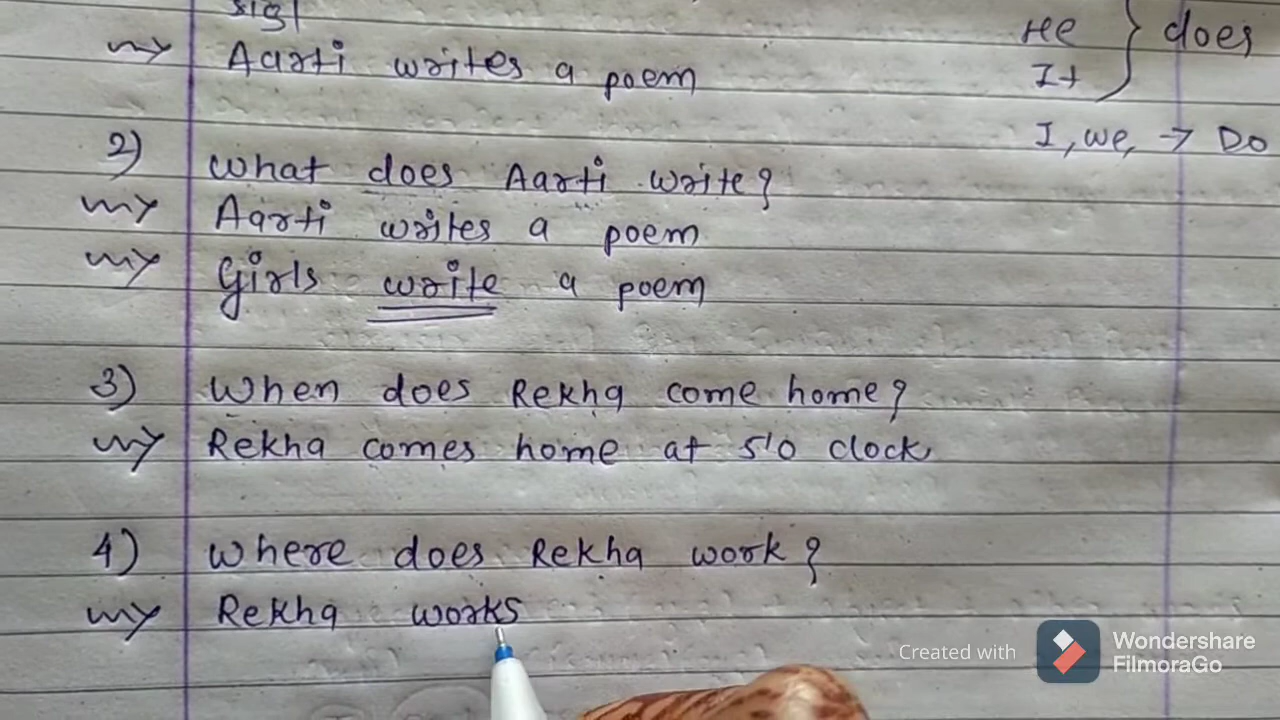 He } does
Aarti writes a poem
It
I, we, → Do
2) What does Aarti write?
Aarti writes a poem
Girls write a poem
3) When does Rekha come home?
Rekha comes home at 5'0 clock
4) Where does Rekha work?
Rekha works
Created with Wondershare FilmoraGo